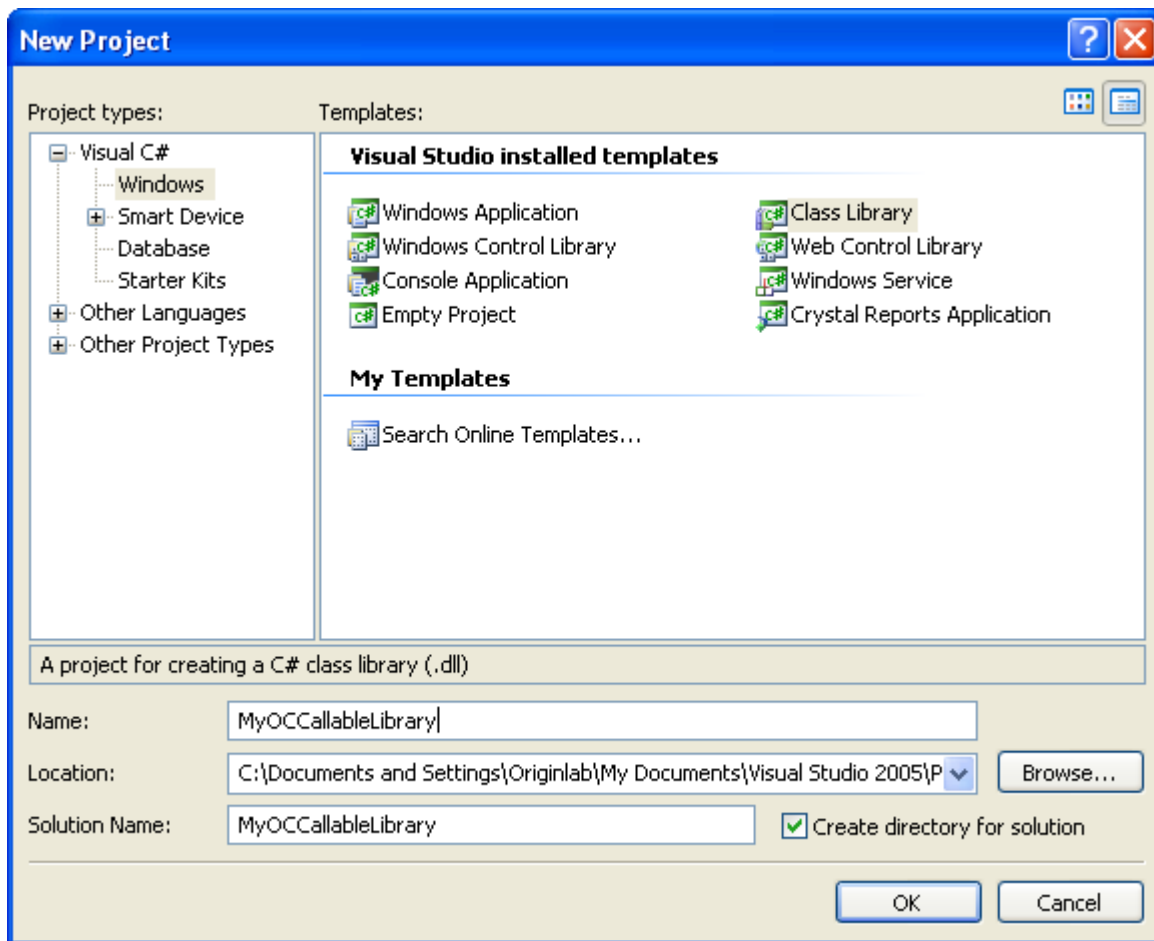 New Project
Project types:
Templates:
Visual C#
Windows
Smart Device
Database
Starter Kits
Other Languages
Other Project Types
Visual Studio installed templates
Windows Application
Class Library
Windows Control Library
Web Control Library
Console Application
Windows Service
Empty Project
Crystal Reports Application
My Templates
Search Online Templates...
A project for creating a C# class library (.dll)
Name:
MyOCCallableLibrary
Location:
C:\Documents and Settings\Originlab\My Documents\Visual Studio 2005\P
Browse...
Solution Name:
MyOCCallableLibrary
Create directory for solution
OK
Cancel